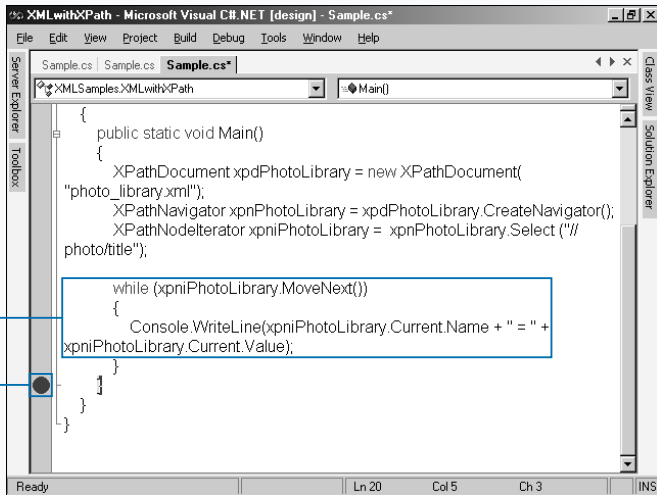 XMLwithXPath - Microsoft Visual C#.NET [design] - Sample.cs*
File Edit View Project Build Debug Tools Window Help
Sample.cs Sample.cs Sample.cs*
XMLSamples.XMLwithXPath Main()
Server Explorer
Toolbox
Class View
Solution Explorer
{
public static void Main()
{
XPathDocument xpdPhotoLibrary = new XPathDocument(
"photo_library.xml");
XPathNavigator xpnPhotoLibrary = xpdPhotoLibrary.CreateNavigator();
XPathNodeIterator xpniPhotoLibrary = xpnPhotoLibrary.Select ("//
photo/title");
while (xpniPhotoLibrary.MoveNext())
{
Console.WriteLine(xpniPhotoLibrary.Current.Name + " = " +
xpniPhotoLibrary.Current.Value);
}
}
}
}
Ready Ln 20 Col 5 Ch 3 INS